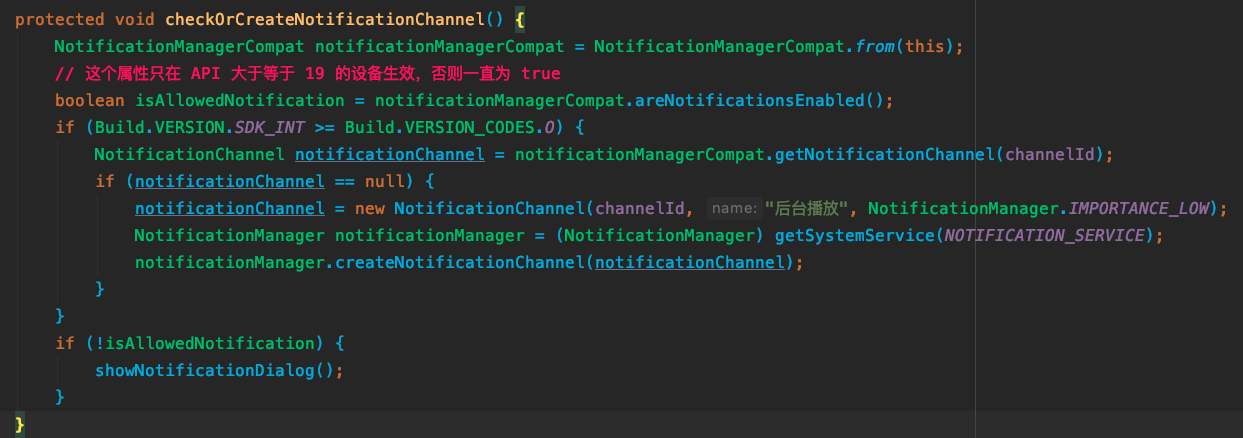 protected void checkOrCreateNotificationChannel() {
NotificationManagerCompat notificationManagerCompat = NotificationManagerCompat.from(this);
// 这个属性只在 API 大于等于 19 的设备生效，否则一直为 true
boolean isAllowedNotification = notificationManagerCompat.areNotificationsEnabled();
if (Build.VERSION.SDK_INT >= Build.VERSION_CODES.O) {
NotificationChannel notificationChannel = notificationManagerCompat.getNotificationChannel(channelId);
if (notificationChannel == null) {
notificationChannel = new NotificationChannel(channelId, name: "后台播放", NotificationManager.IMPORTANCE_LOW);
NotificationManager notificationManager = (NotificationManager) getSystemService(NOTIFICATION_SERVICE);
notificationManager.createNotificationChannel(notificationChannel);
}
}
if (!isAllowedNotification) {
showNotificationDialog();
}
}